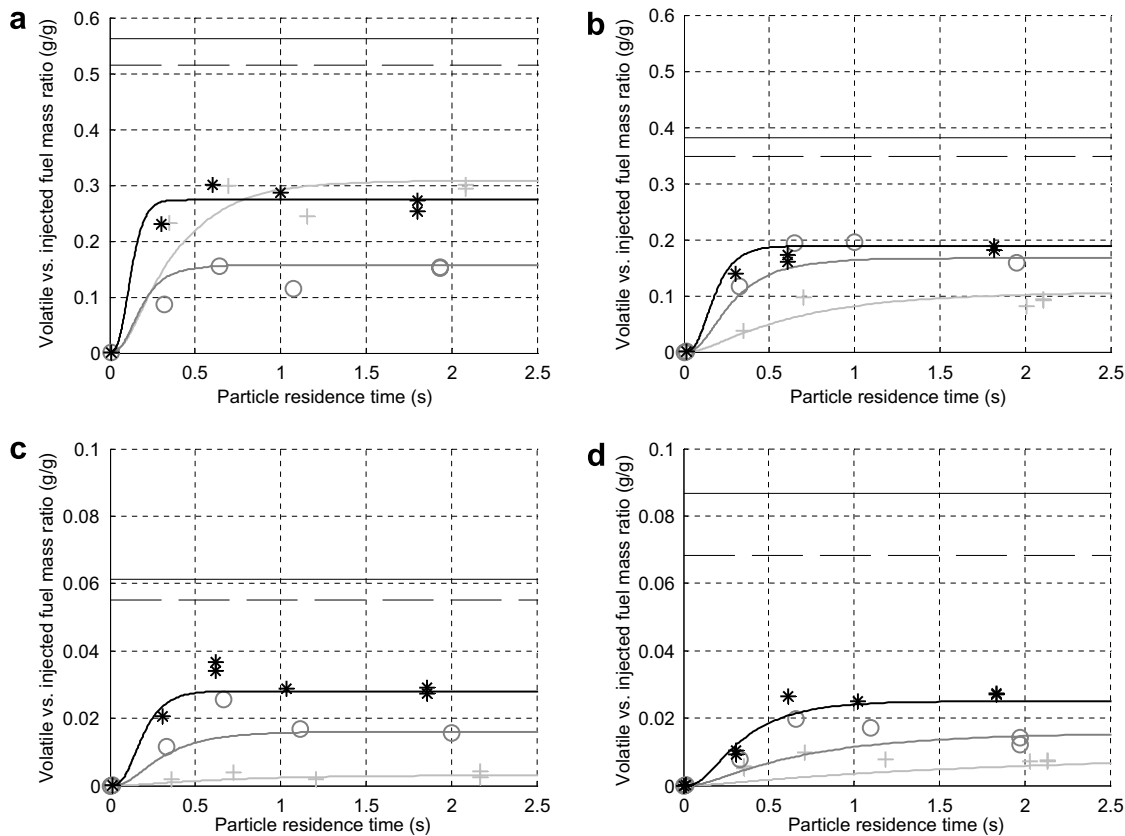 a
Volatile vs. injected fuel mass ratio (g/g)
0.6
0.5
0.4
0.3
0.2
0.1
0
0 0.5 1 1.5 2 2.5
Particle residence time (s)
b
Volatile vs. injected fuel mass ratio (g/g)
0.6
0.5
0.4
0.3
0.2
0.1
0
0 0.5 1 1.5 2 2.5
Particle residence time (s)
c
Volatile vs. injected fuel mass ratio (g/g)
0.1
0.08
0.06
0.04
0.02
0
0 0.5 1 1.5 2 2.5
Particle residence time (s)
d
Volatile vs. injected fuel mass ratio (g/g)
0.1
0.08
0.06
0.04
0.02
0
0 0.5 1 1.5 2 2.5
Particle residence time (s)